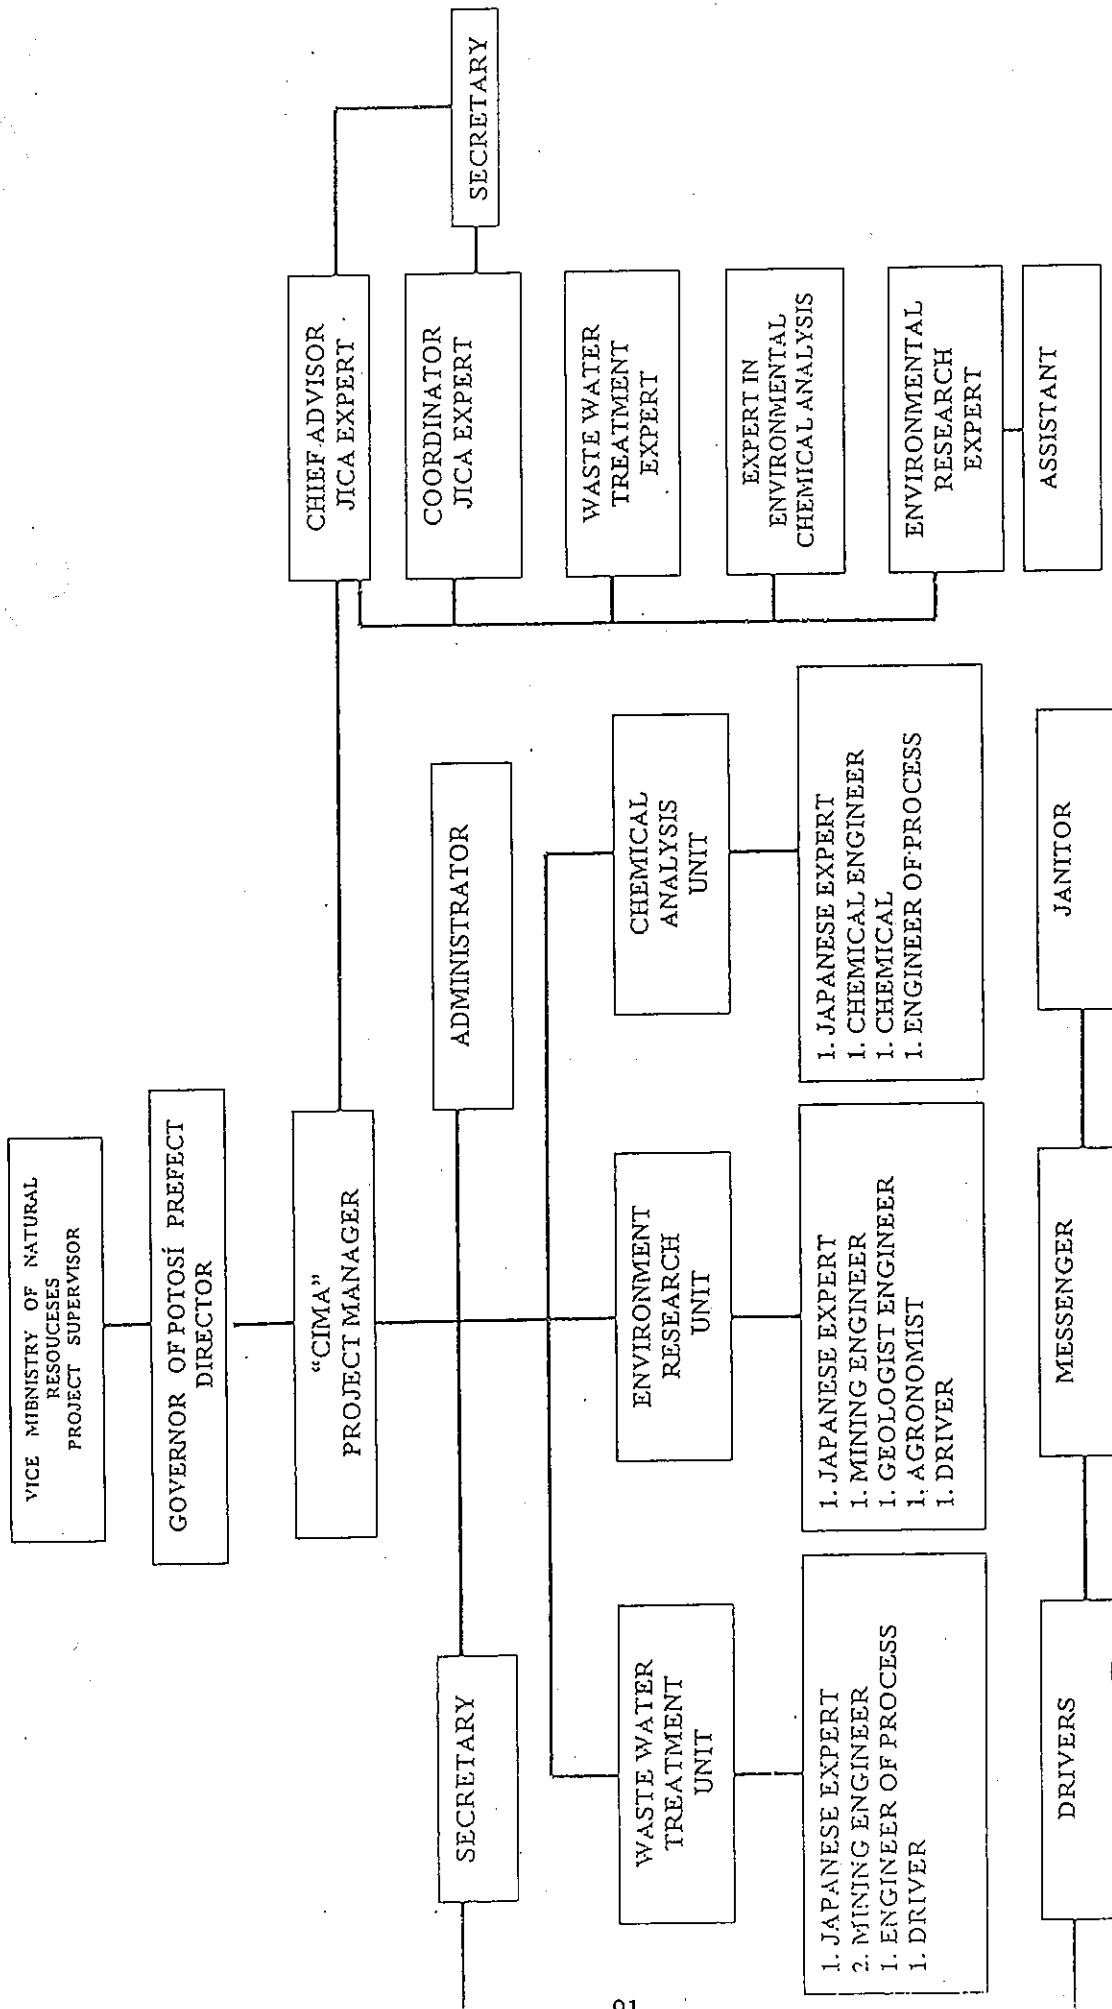 VICE MIBNISTRY OF NATURAL
RESOUCESES
PROJECT SUPERVISOR
GOVERNOR OF POTOSÍ PREFECT
DIRECTOR
“CIMA”
PROJECT MANAGER
CHIEF ADVISOR
JICA EXPERT
SECRETARY
ADMINISTRATOR
COORDINATOR
JICA EXPERT
SECRETARY
WASTE WATER
TREATMENT
UNIT
ENVIRONMENT
RESEARCH
UNIT
CHEMICAL
ANALYSIS
UNIT
WASTE WATER
TREATMENT
EXPERT
EXPERT IN
ENVIRONMENTAL
CHEMICAL ANALYSIS
1. JAPANESE EXPERT
2. MINING ENGINEER
1. ENGINEER OF PROCESS
1. DRIVER
1. JAPANESE EXPERT
1. MINING ENGINEER
1. GEOLOGIST ENGINEER
1. AGRONOMIST
1. DRIVER
1. JAPANESE EXPERT
1. CHEMICAL ENGINEER
1. CHEMICAL
1. ENGINEER OF PROCESS
ENVIRONMENTAL
RESEARCH
EXPERT
DRIVERS
MESSENGER
JANITOR
ASSISTANT